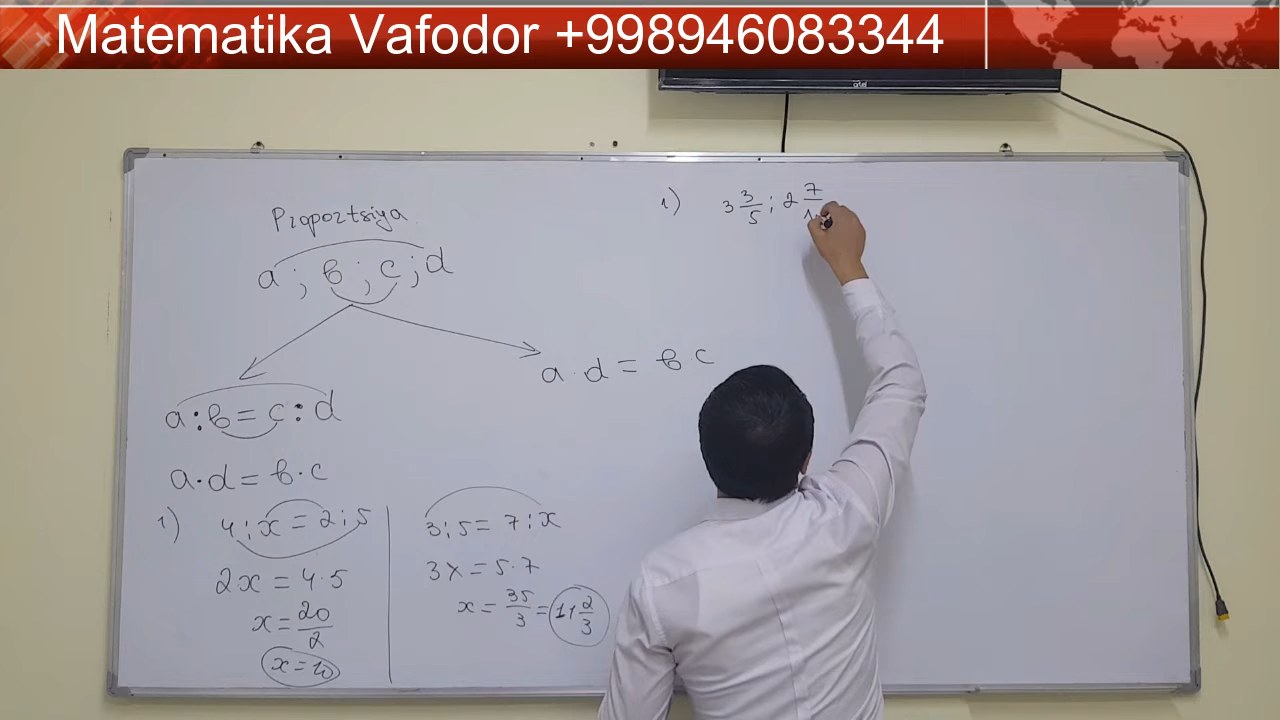 Matematika Vafodor +998946083344
artel
Proportsiya
a ; b ; c ; d
a : b = c : d
a · d = b · c
a · d = b · c
1) 4 : x = 2 : 5
2x = 4 · 5
x = 20/2
x = 10
3 : 5 = 7 : x
3x = 5 · 7
x = 35/3 = 11 2/3
1) 3 3/5 : 2 7/